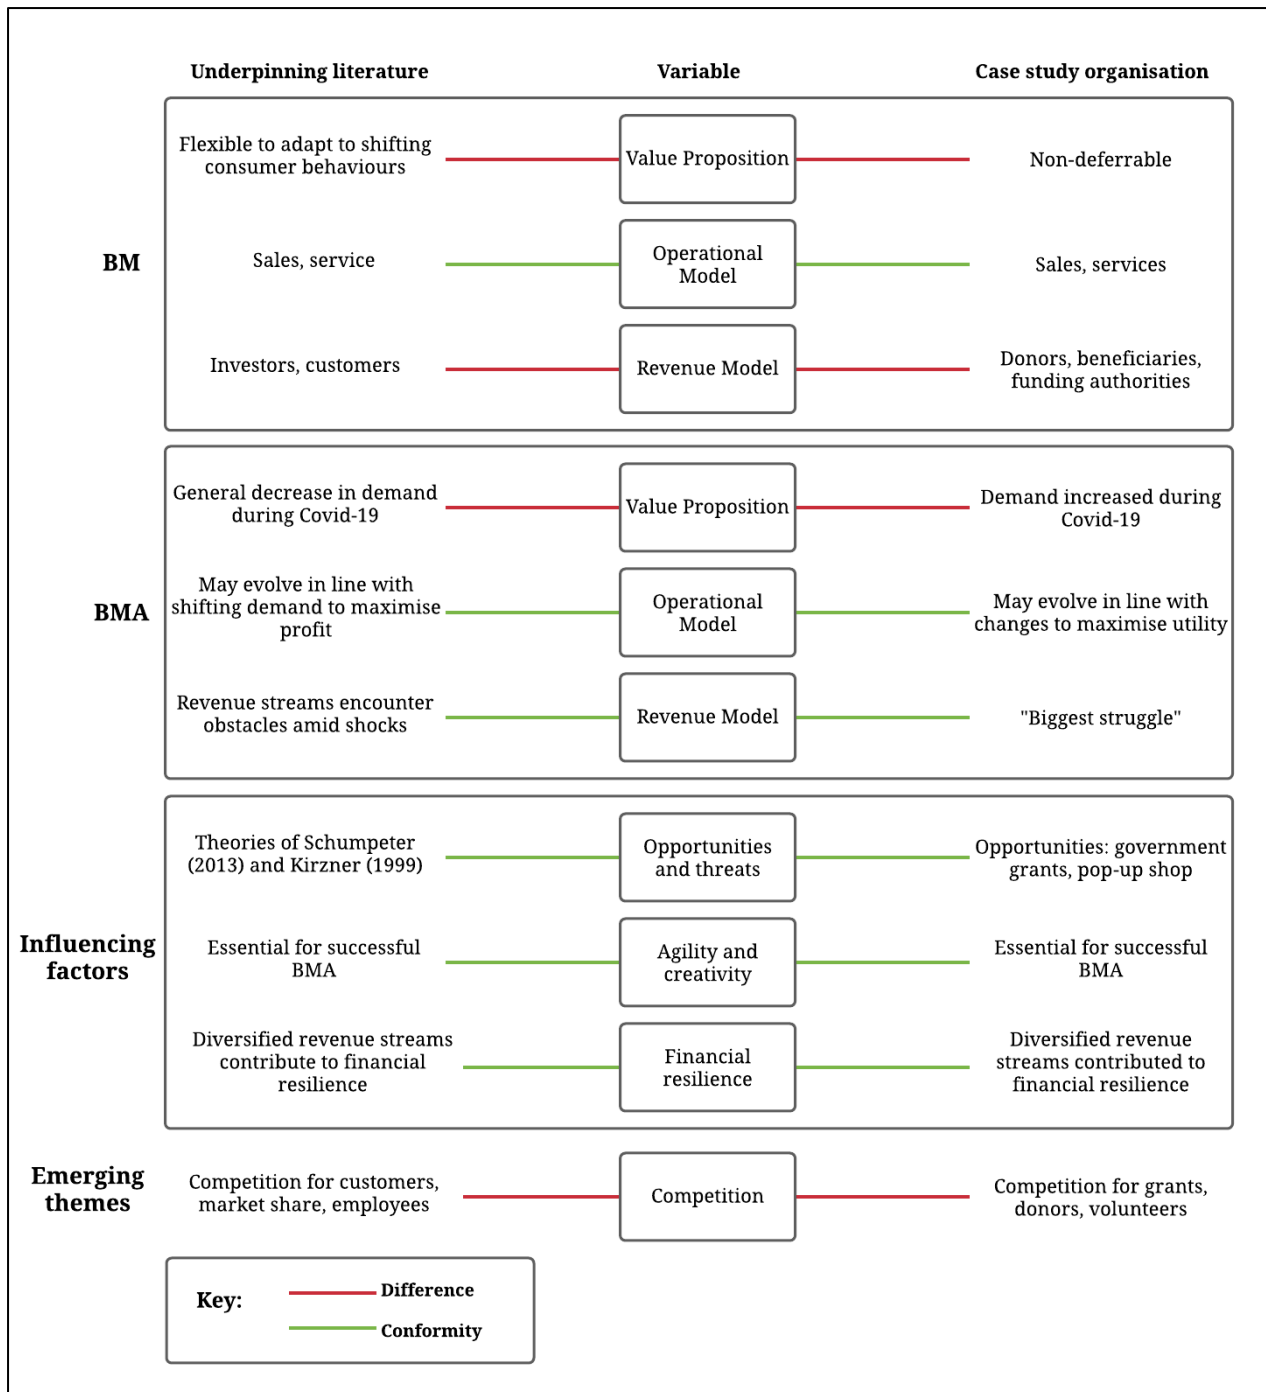 Underpinning literature
Variable
Case study organisation
BM
Flexible to adapt to shifting
consumer behaviours
Value Proposition
Non-deferrable
Sales, service
Operational
Model
Sales, services
Investors, customers
Revenue Model
Donors, beneficiaries,
funding authorities
BMA
General decrease in demand
during Covid-19
Value Proposition
Demand increased during
Covid-19
May evolve in line with
shifting demand to maximise
profit
Operational
Model
May evolve in line with
changes to maximise utility
Revenue streams encounter
obstacles amid shocks
Revenue Model
"Biggest struggle"
Influencing
factors
Theories of Schumpeter
(2013) and Kirzner (1999)
Opportunities
and threats
Opportunities: government
grants, pop-up shop
Essential for successful
BMA
Agility and
creativity
Essential for successful
BMA
Diversified revenue streams
contribute to financial
resilience
Financial
resilience
Diversified revenue
streams contributed to
financial resilience
Emerging
themes
Competition for customers,
market share, employees
Competition
Competition for grants,
donors, volunteers
Key:
Difference
Conformity